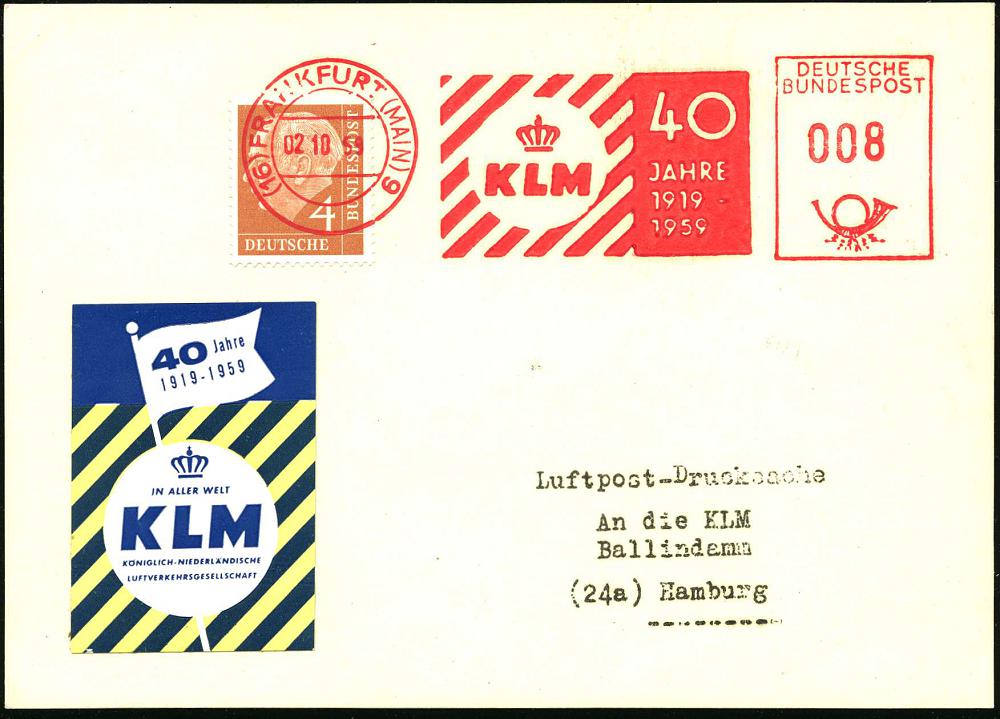 (16) FRANKFURT (MAIN) 9
02 10 59
4
BUNDESPOST
DEUTSCHE
KLM
40
JAHRE
1919 -
1959
DEUTSCHE
BUNDESPOST
008
40 Jahre
1919-1959
IN ALLER WELT
KLM
KÖNIGLICH-NIEDERLÄNDISCHE
LUFTVERKEHRSGESELLSCHAFT
Luftpost-Drucksache
An die KLM
Ballindamm
(24a) Hamburg